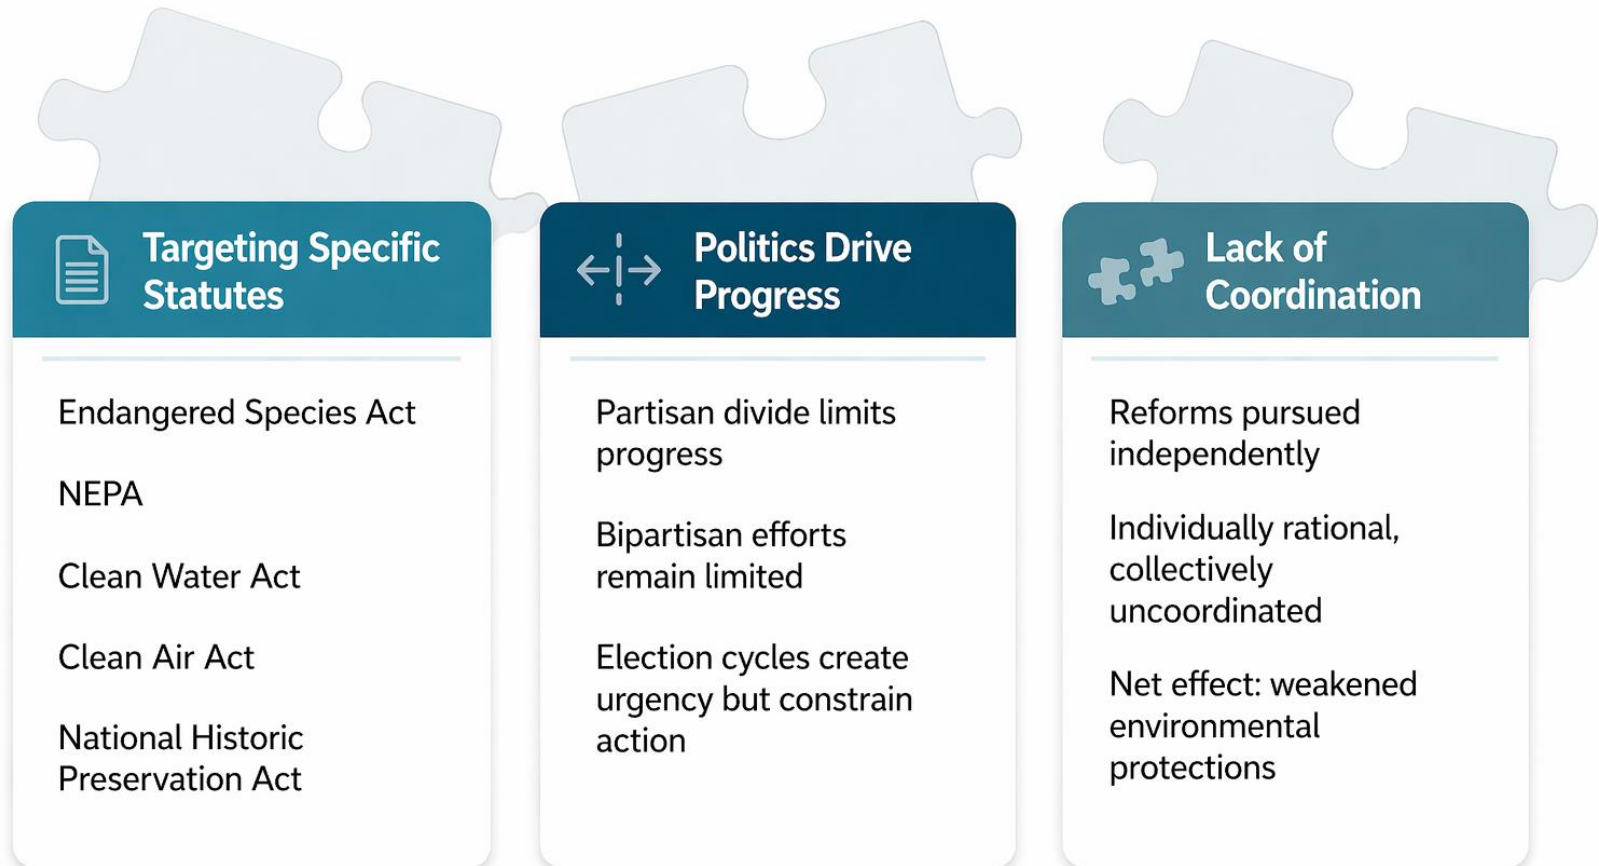 Targeting Specific
Statutes
Endangered Species Act
NEPA
Clean Water Act
Clean Air Act
National Historic
Preservation Act
Politics Drive
Progress
Partisan divide limits
progress
Bipartisan efforts
remain limited
Election cycles create
urgency but constrain
action
Lack of
Coordination
Reforms pursued
independently
Individually rational,
collectively
uncoordinated
Net effect: weakened
environmental
protections